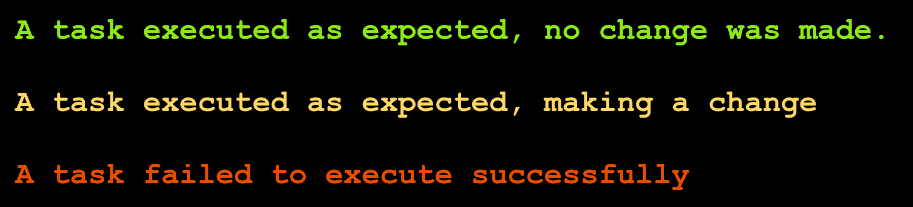 A task executed as expected, no change was made.
A task executed as expected, making a change
A task failed to execute successfully